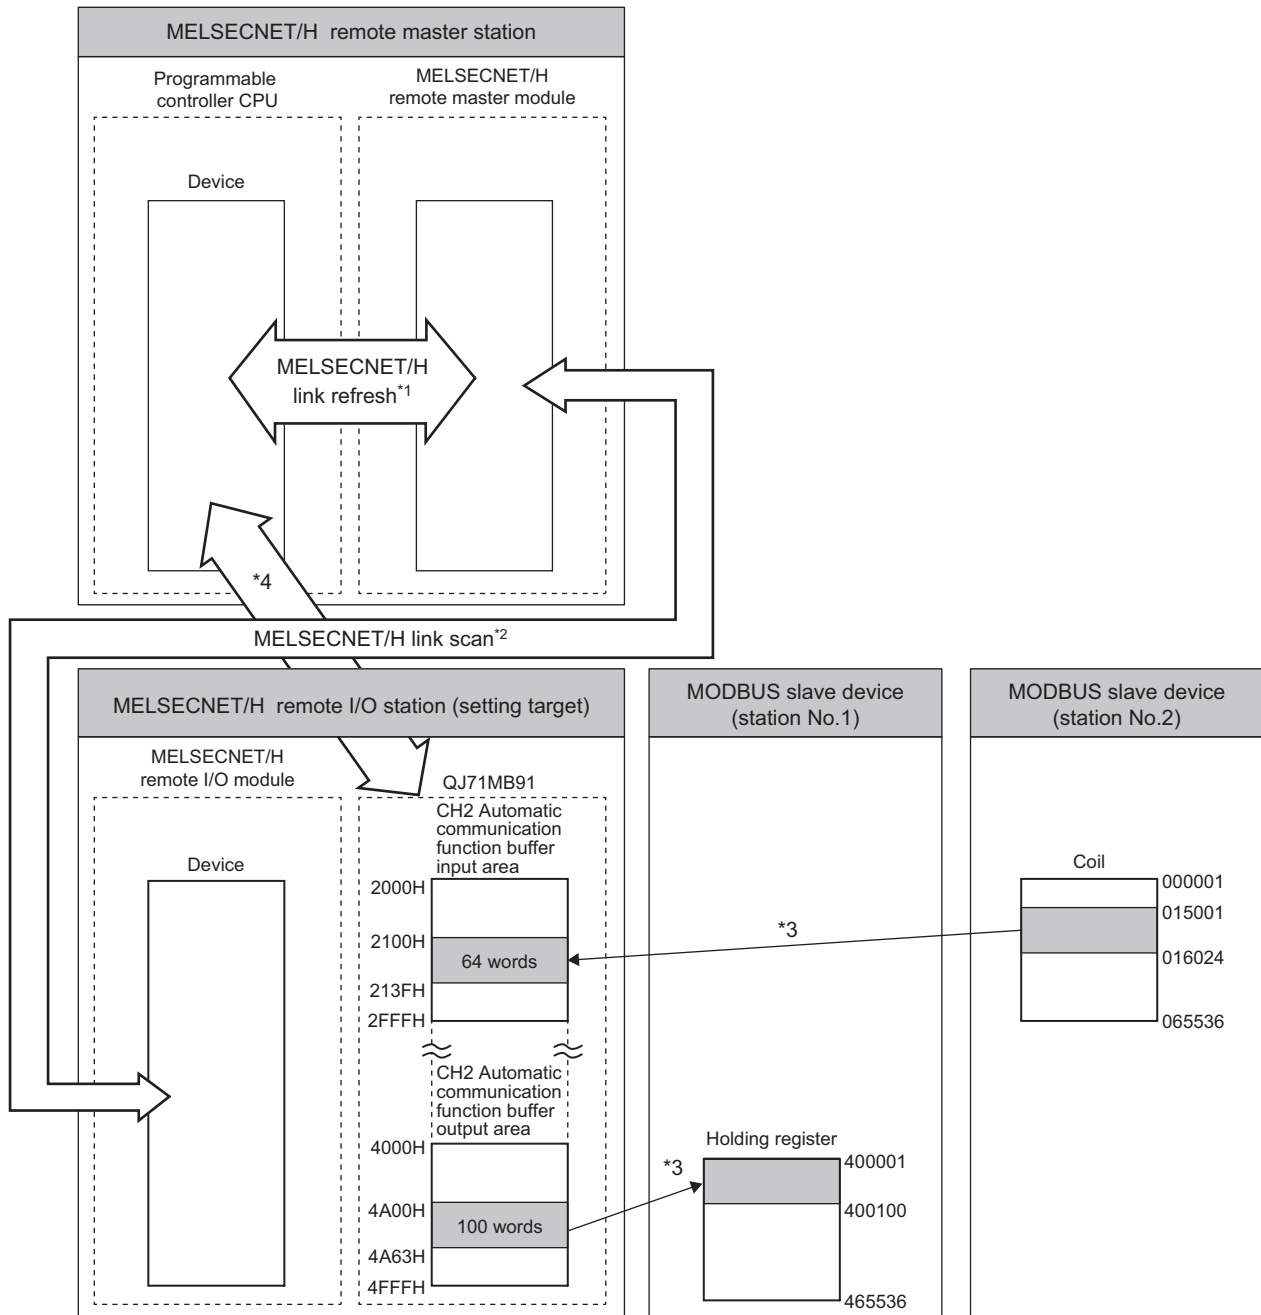 MELSECNET/H remote master station
Programmable
controller CPU
MELSECNET/H
remote master module
Device
MELSECNET/H
link refresh*1
*4
MELSECNET/H link scan*2
MELSECNET/H remote I/O station (setting target)
MELSECNET/H
remote I/O module
Device
QJ71MB91
CH2 Automatic
communication
function buffer
input area
2000H
2100H
64 words
213FH
2FFFH
CH2 Automatic
communication
function buffer
output area
4000H
4A00H
100 words
4A63H
4FFFH
MODBUS slave device
(station No.1)
*3
*3
Holding register
400001
400100
465536
MODBUS slave device
(station No.2)
Coil
000001
015001
016024
065536